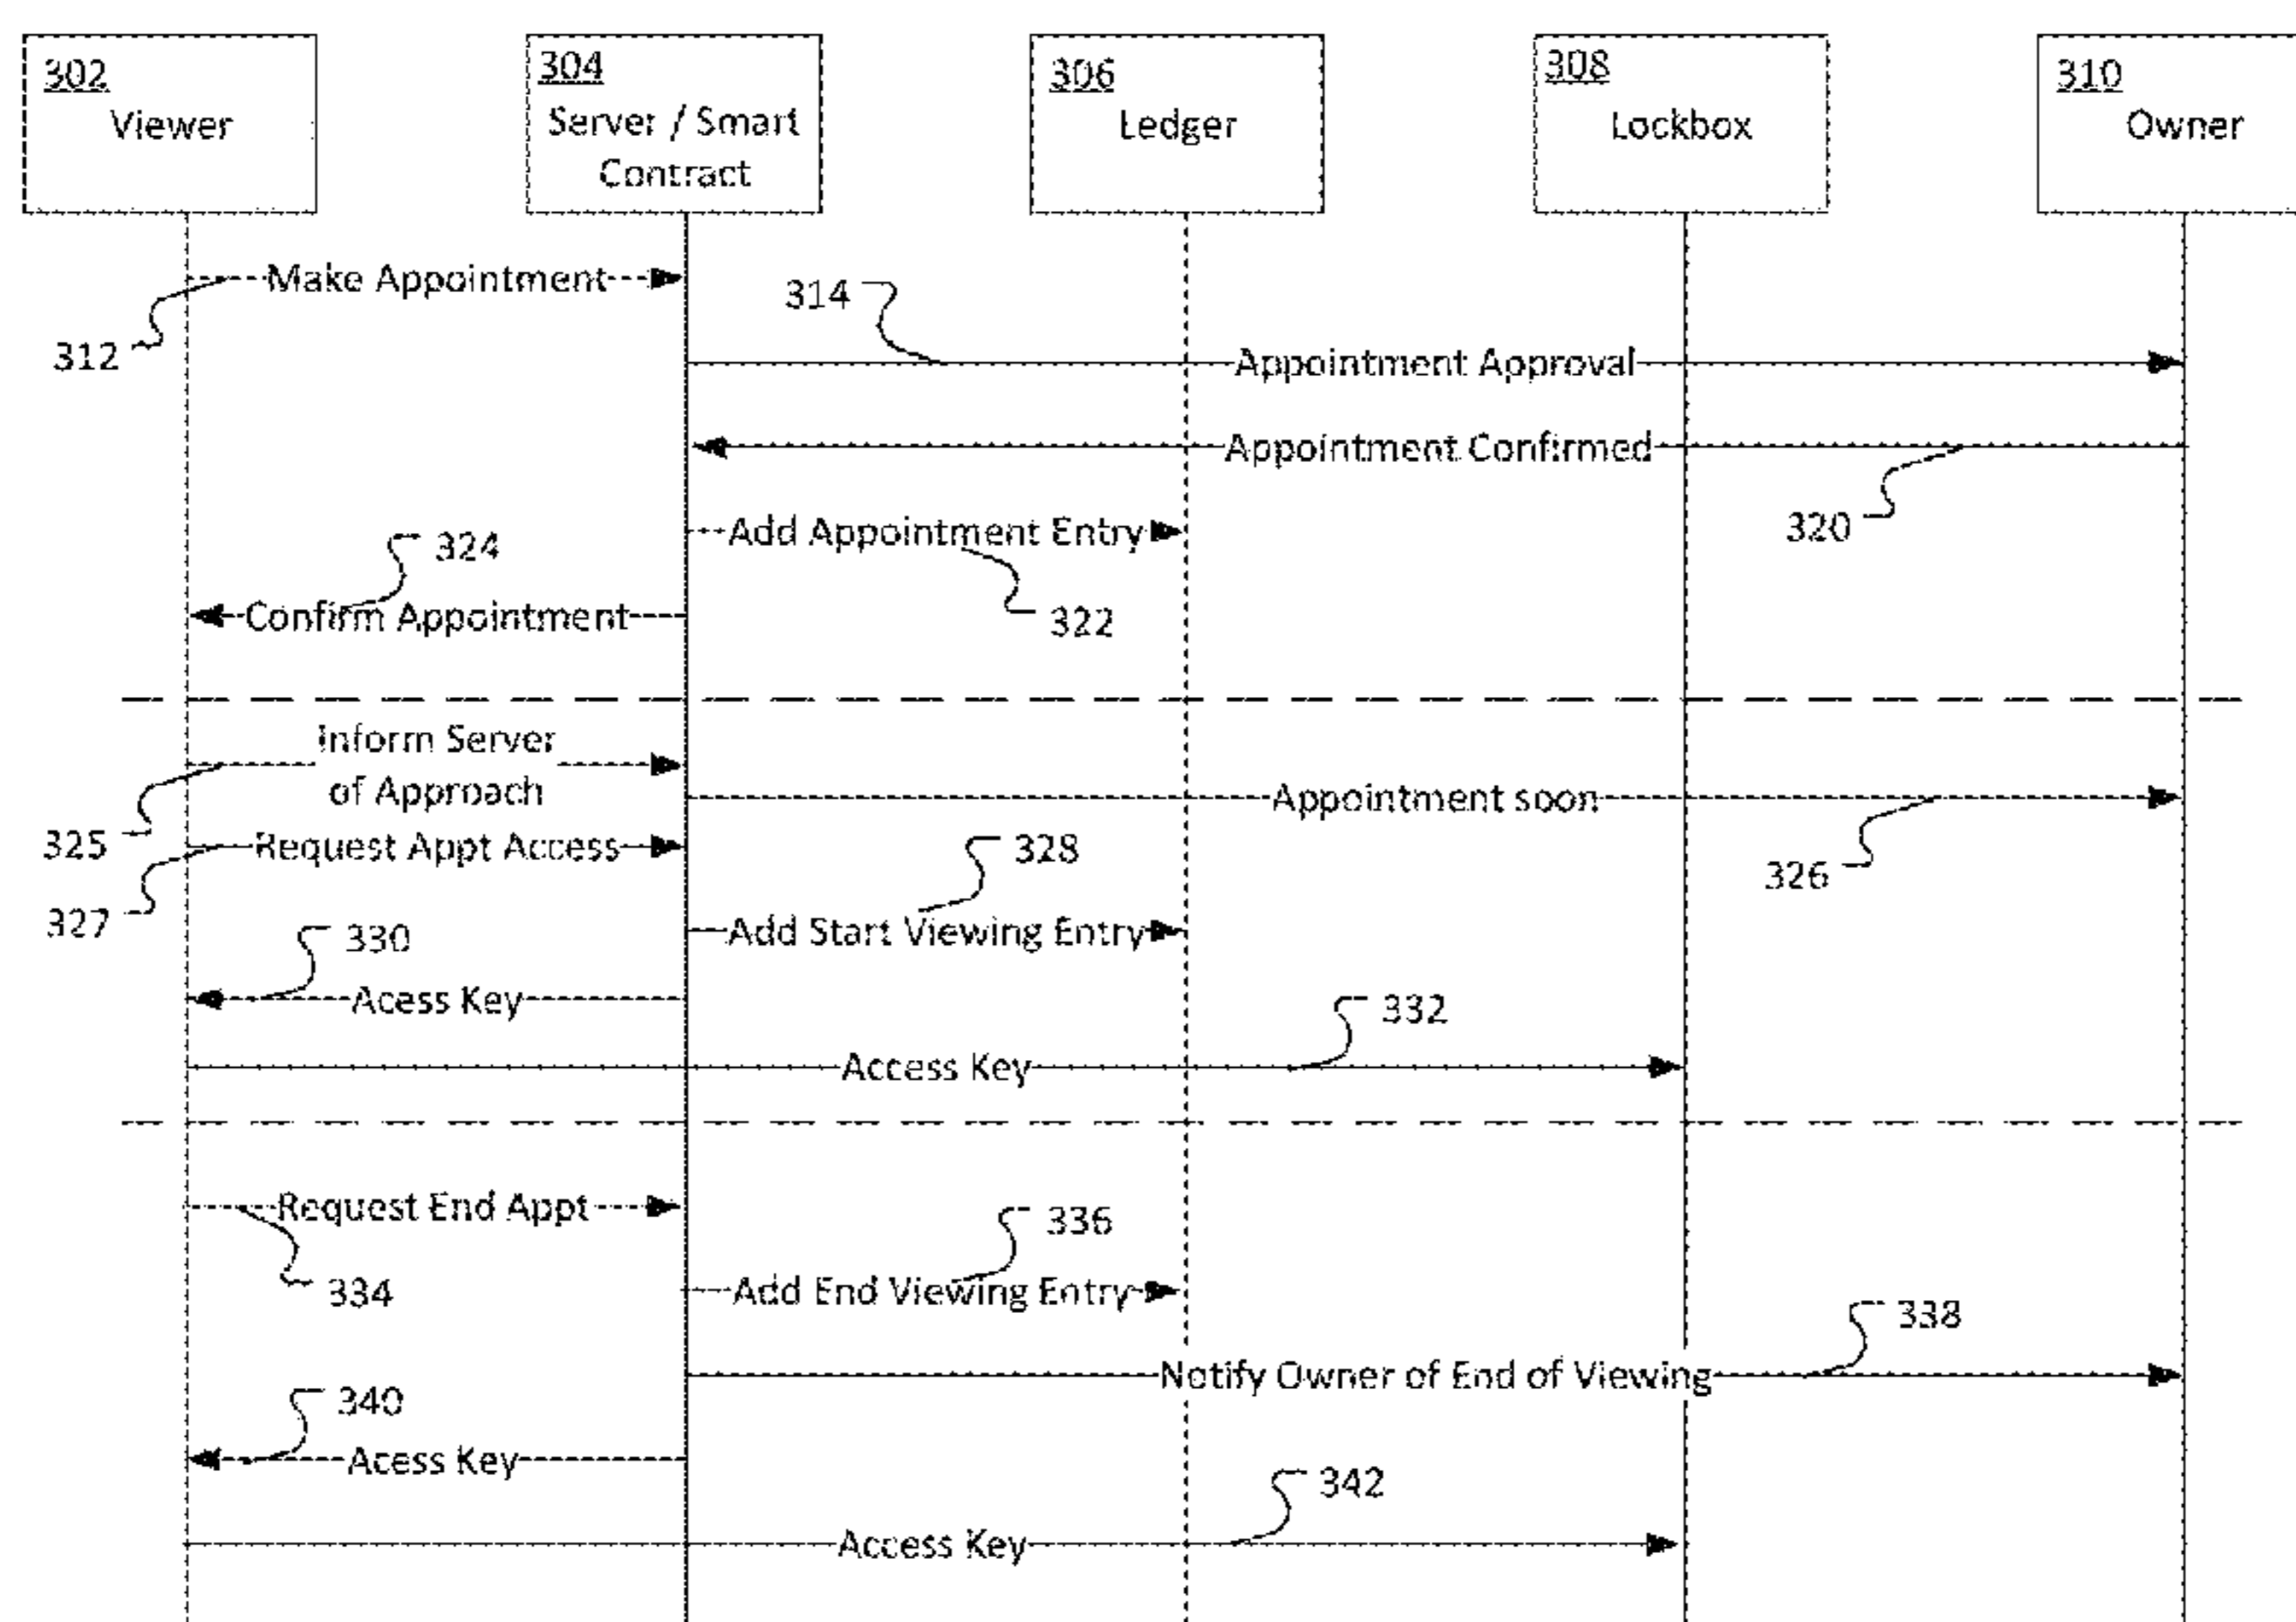 302
Viewer
304
Server / Smart
Contract
306
Ledger
308
Lockbox
310
Owner
Make Appointment
312
314
Appointment Approval
Appointment Confirmed
320
Add Appointment Entry
322
324
Confirm Appointment
Inform Server
of Approach
325
Appointment soon
326
Request Appt Access
327
328
Add Start Viewing Entry
330
Acess Key
332
Access Key
Request End Appt
334
336
Add End Viewing Entry
338
Notify Owner of End of Viewing
340
Acess Key
342
Access Key